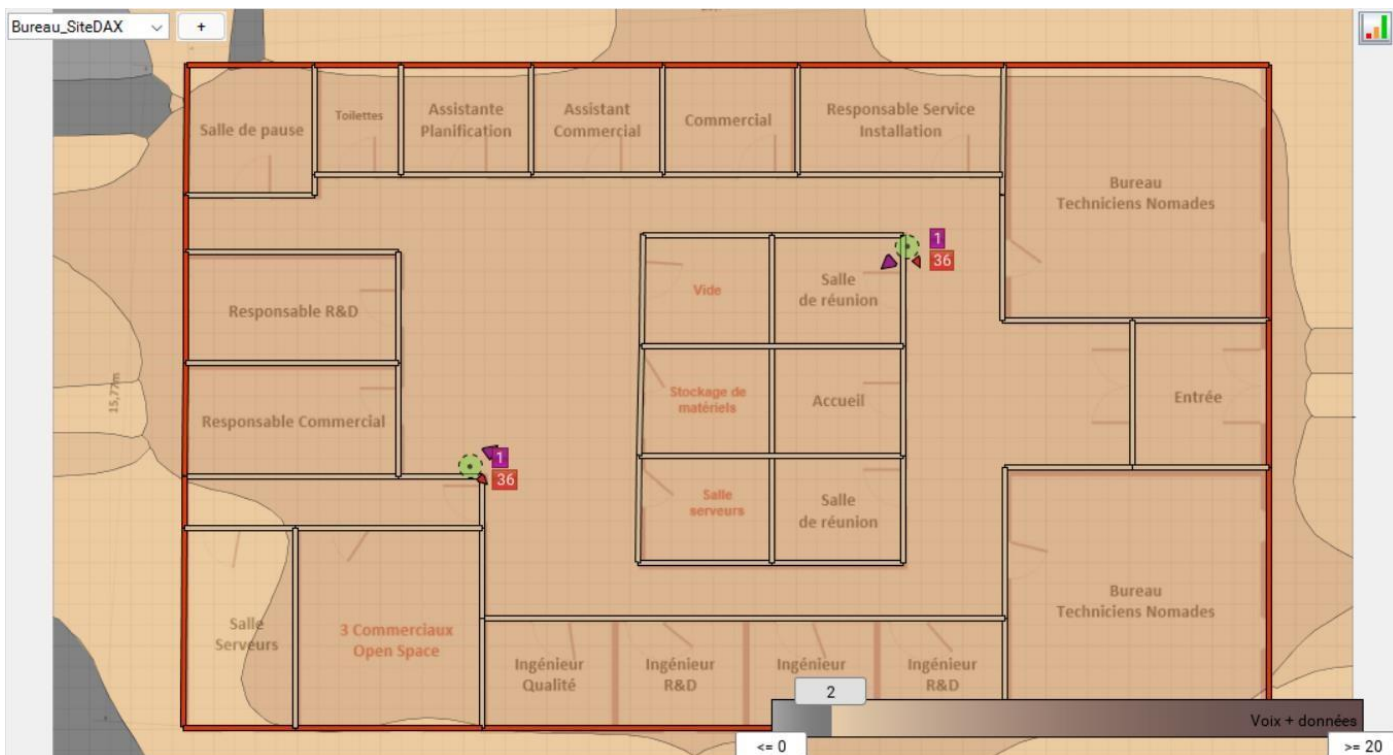 Bureau_SiteDAX
+
Salle de pause
Toilettes
Assistante
Planification
Assistant
Commercial
Commercial
Responsable Service
Installation
Bureau
Techniciens Nomades
1
36
Vide
Salle
de réunion
Responsable R&D
15,77m
Stockage de
matériels
Accueil
Entrée
Responsable Commercial
1
36
Salle
serveurs
Salle
de réunion
Bureau
Techniciens Nomades
Salle
Serveurs
3 Commerciaux
Open Space
Ingénieur
Qualité
Ingénieur
R&D
Ingénieur
Ingénieur
R&D
2
Voix + données
<= 0
>= 20